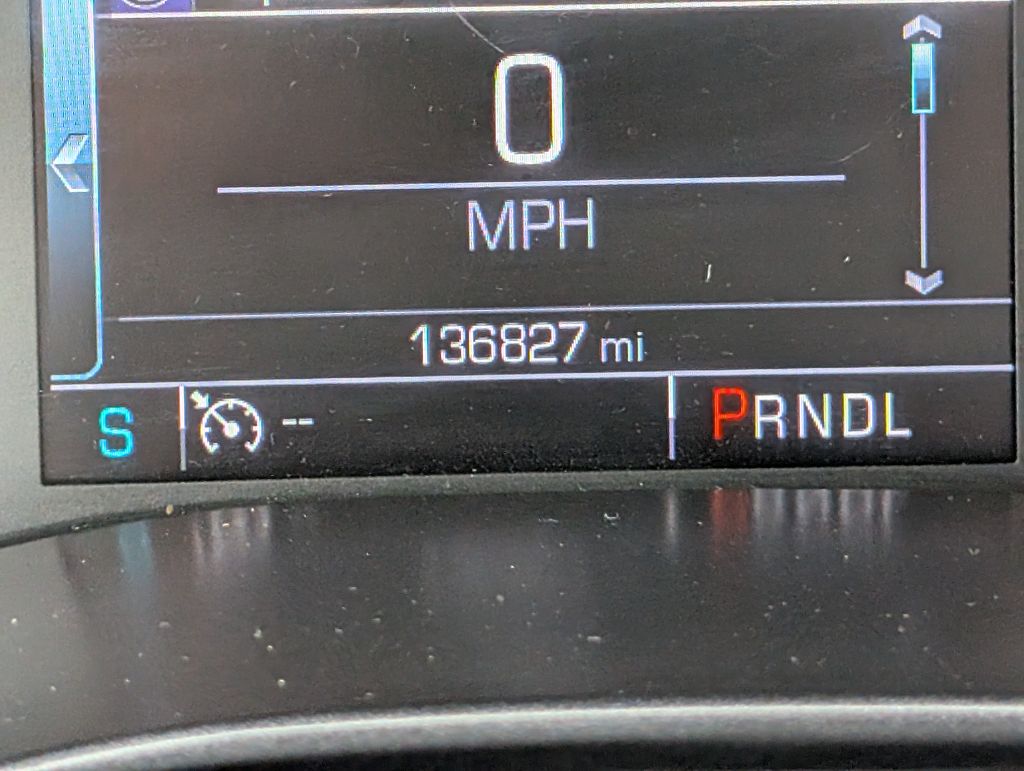 0
MPH
136827 mi
S --
PRNDL